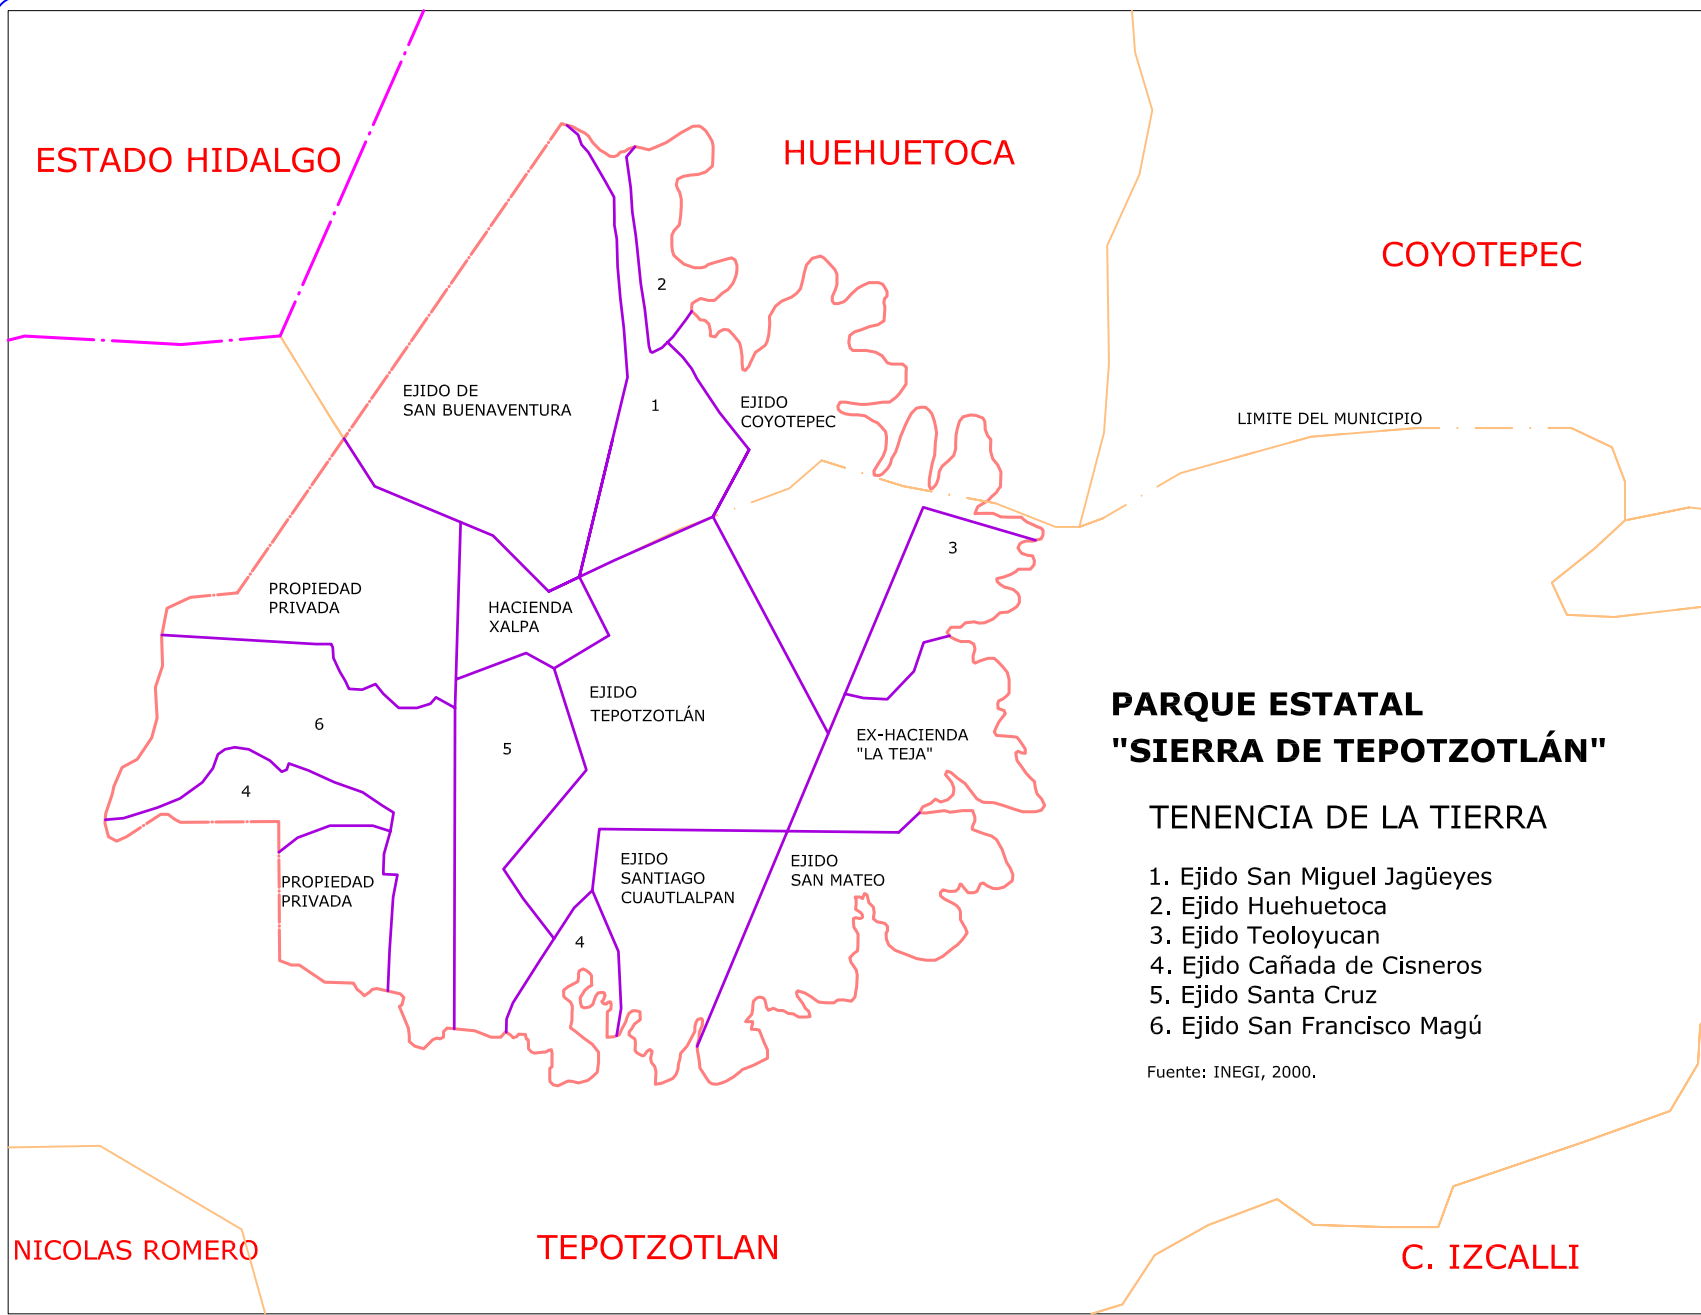 ESTADO HIDALGO
HUEHUETOCA
COYOTEPEC
2
EJIDO DE
SAN BUENAVENTURA
1
EJIDO
COYOTEPEC
LIMITE DEL MUNICIPIO
3
PROPIEDAD
PRIVADA
HACIENDA
XALPA
EJIDO
TEPOTZOTLÁN
6
5
EX-HACIENDA
"LA TEJA"
4
EJIDO
SANTIAGO
CUAUTLALPAN
EJIDO
SAN MATEO
PROPIEDAD
PRIVADA
4
PARQUE ESTATAL
"SIERRA DE TEPOTZOTLÁN"
TENENCIA DE LA TIERRA
1. Ejido San Miguel Jagüeyes
2. Ejido Huehuetoca
3. Ejido Teoloyucan
4. Ejido Cañada de Cisneros
5. Ejido Santa Cruz
6. Ejido San Francisco Magú
Fuente: INEGI, 2000.
NICOLAS ROMERO
TEPOTZOTLAN
C. IZCALLI